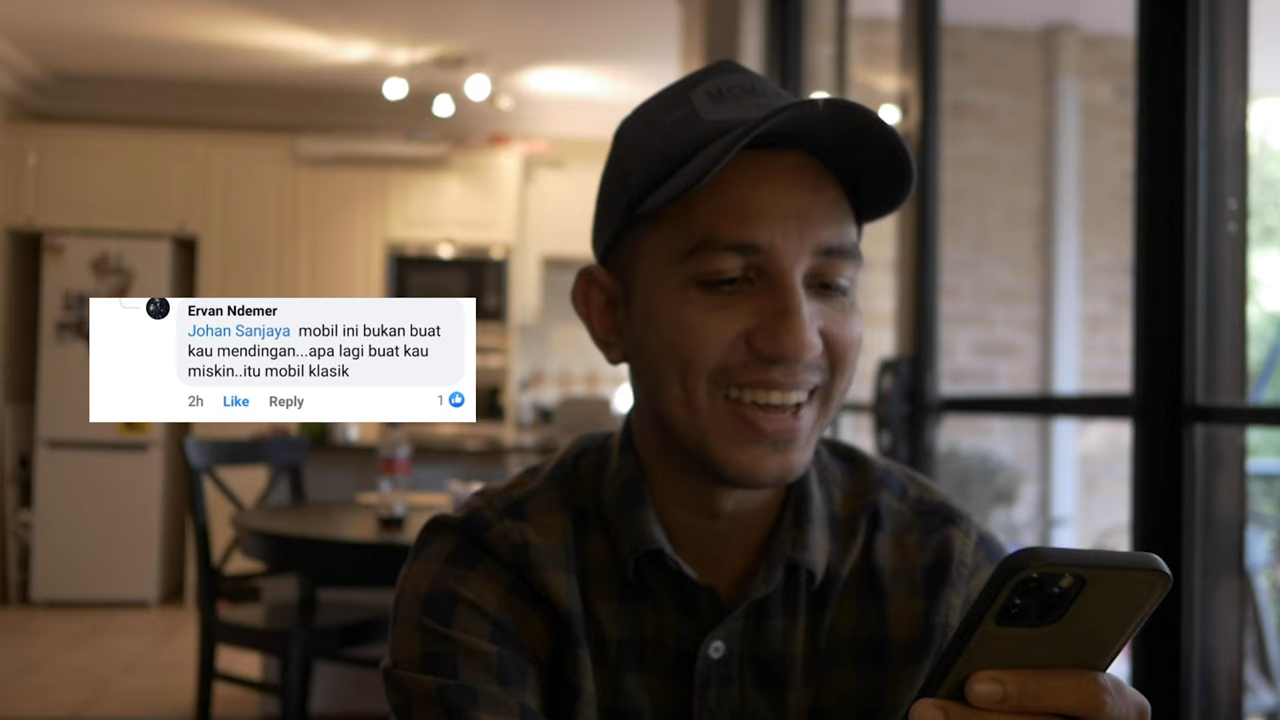 Ervan Ndemer
Johan Sanjaya mobil ini bukan buat
kau mendingan...apa lagi buat kau
miskin..itu mobil klasik
2h Like Reply 1